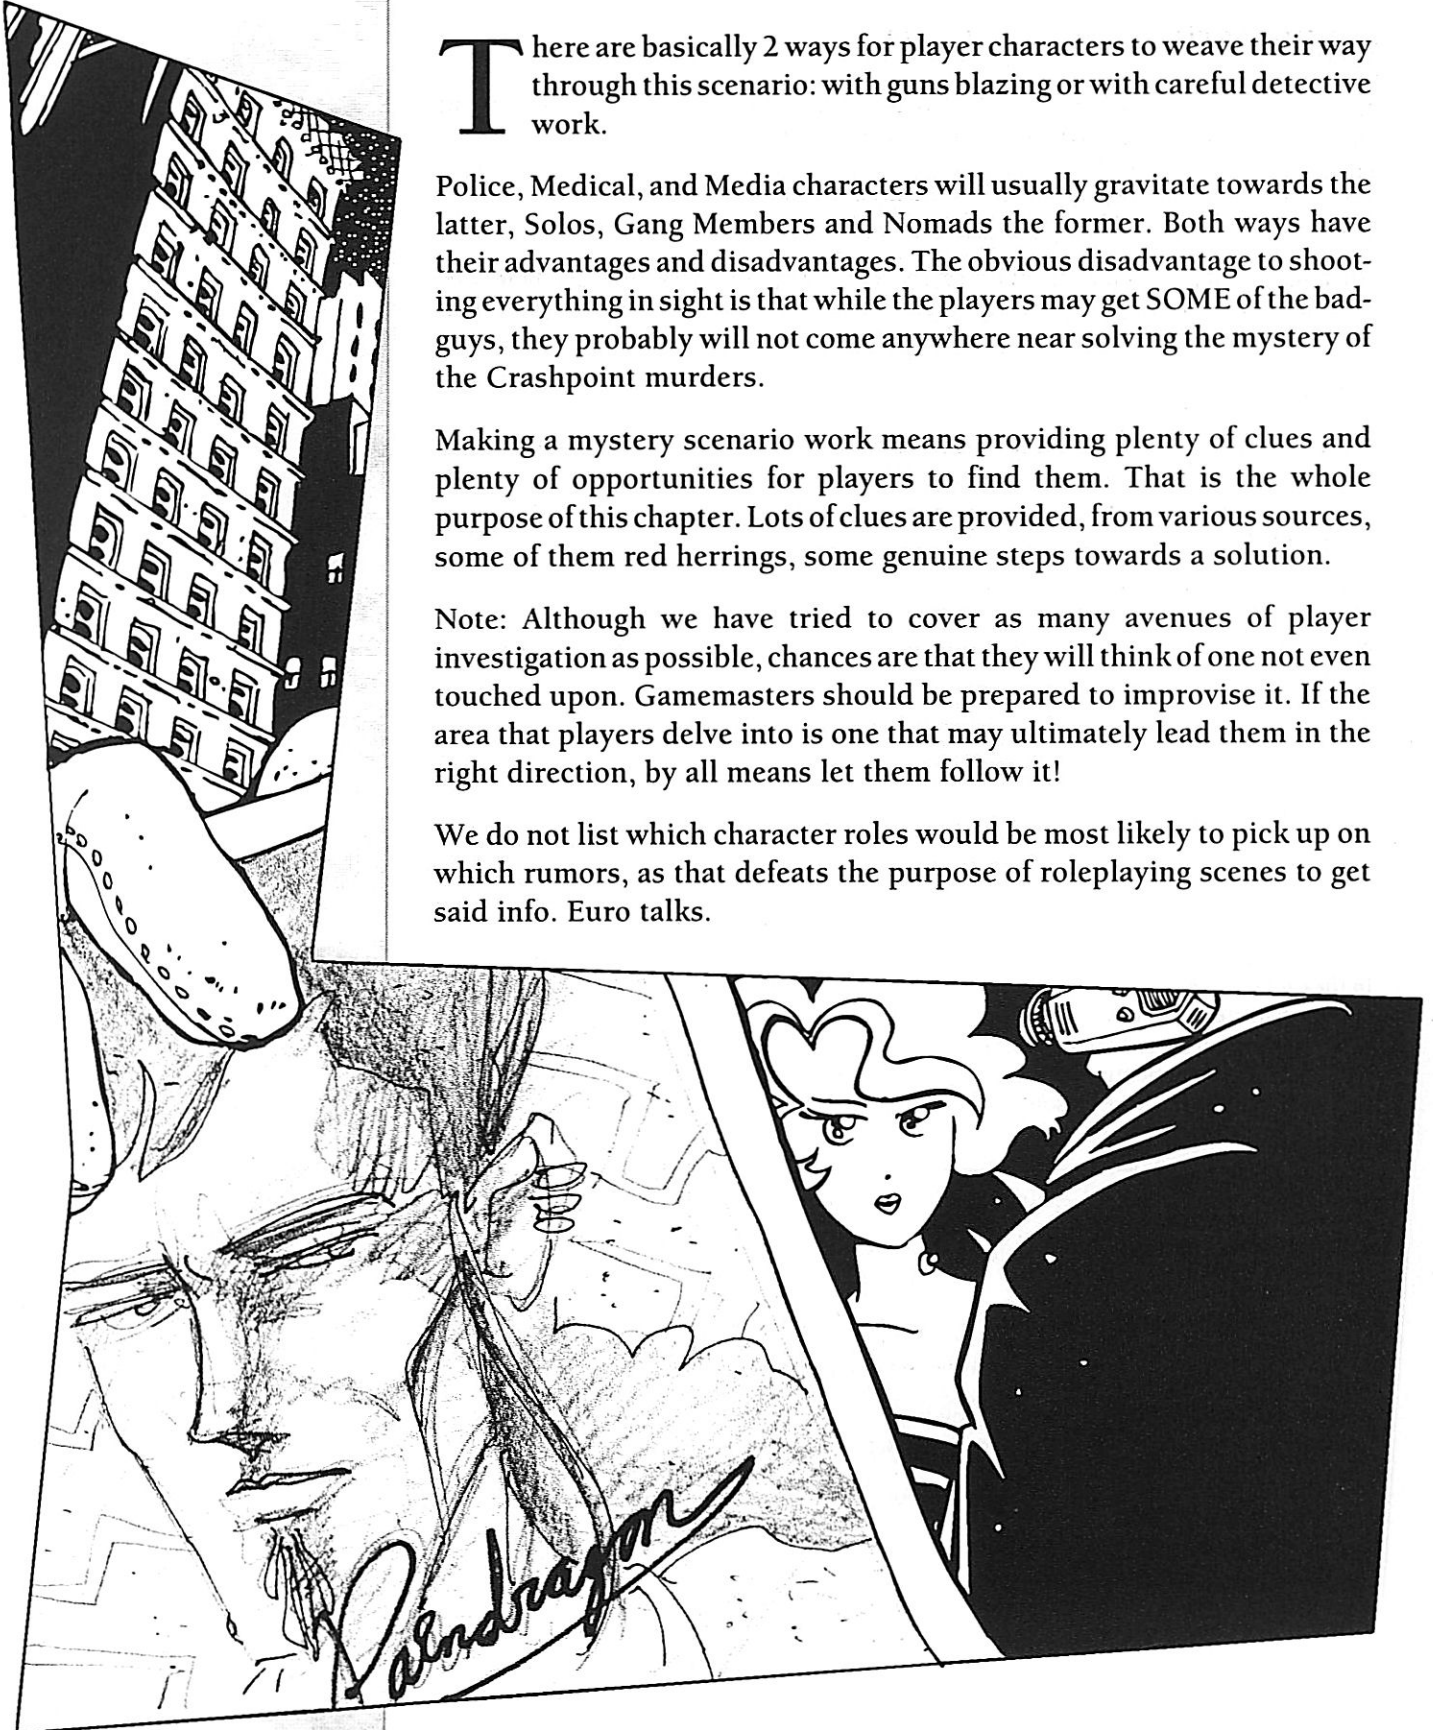 There are basically 2 ways for player characters to weave their way
through this scenario: with guns blazing or with careful detective
work.
Police, Medical, and Media characters will usually gravitate towards the
latter, Solos, Gang Members and Nomads the former. Both ways have
their advantages and disadvantages. The obvious disadvantage to shoot-
ing everything in sight is that while the players may get SOME of the bad-
guys, they probably will not come anywhere near solving the mystery of
the Crashpoint murders.
Making a mystery scenario work means providing plenty of clues and
plenty of opportunities for players to find them. That is the whole
purpose of this chapter. Lots of clues are provided, from various sources,
some of them red herrings, some genuine steps towards a solution.
Note: Although we have tried to cover as many avenues of player
investigation as possible, chances are that they will think of one not even
touched upon. Gamemasters should be prepared to improvise it. If the
area that players delve into is one that may ultimately lead them in the
right direction, by all means let them follow it!
We do not list which character roles would be most likely to pick up on
which rumors, as that defeats the purpose of roleplaying scenes to get
said info. Euro talks.
Paendragon